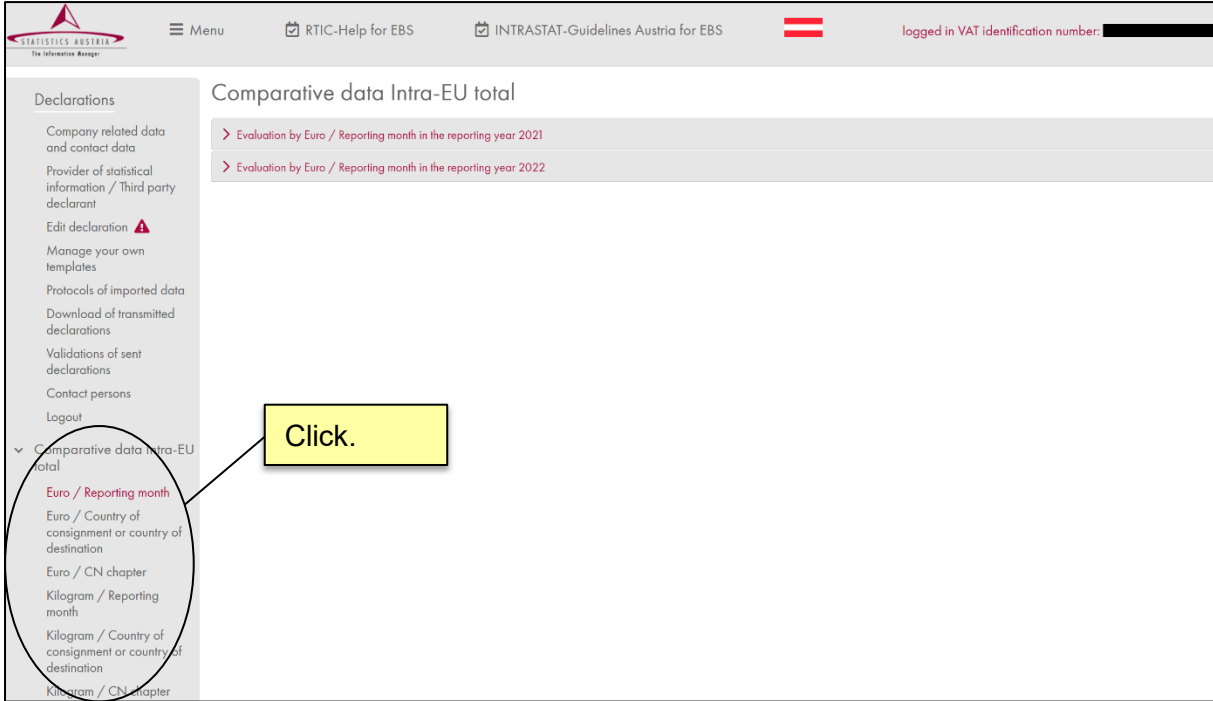 STATISTICS AUSTRIA
The Information Manager
Menu
RTIC-Help for EBS
INTRASTAT-Guidelines Austria for EBS
logged in VAT identification number:
Declarations
Company related data
and contact data
Provider of statistical
information / Third party
declarant
Edit declaration
Manage your own
templates
Protocols of imported data
Download of transmitted
declarations
Validations of sent
declarations
Contact persons
Logout
Comparative data Intra-EU
total
Euro / Reporting month
Euro / Country of
consignment or country of
destination
Euro / CN chapter
Kilogram / Reporting
month
Kilogram / Country of
consignment or country of
destination
Kilogram / CN chapter
Comparative data Intra-EU total
Evaluation by Euro / Reporting month in the reporting year 2021
Evaluation by Euro / Reporting month in the reporting year 2022
Click.